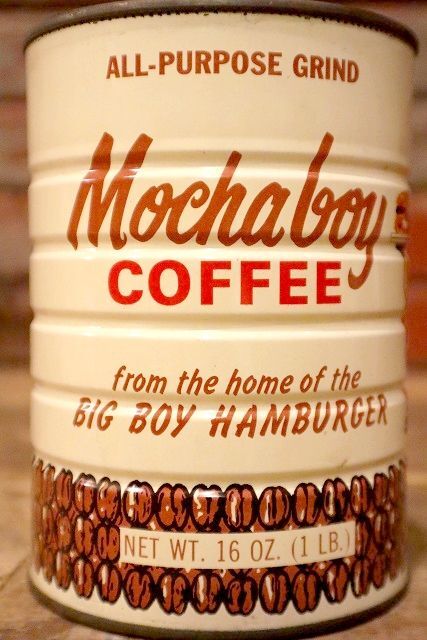 ALL-PURPOSE GRIND
Mochaboy
COFFEE
from the home of the
BIG BOY HAMBURGER
NET WT. 16 OZ. (1 LB.)